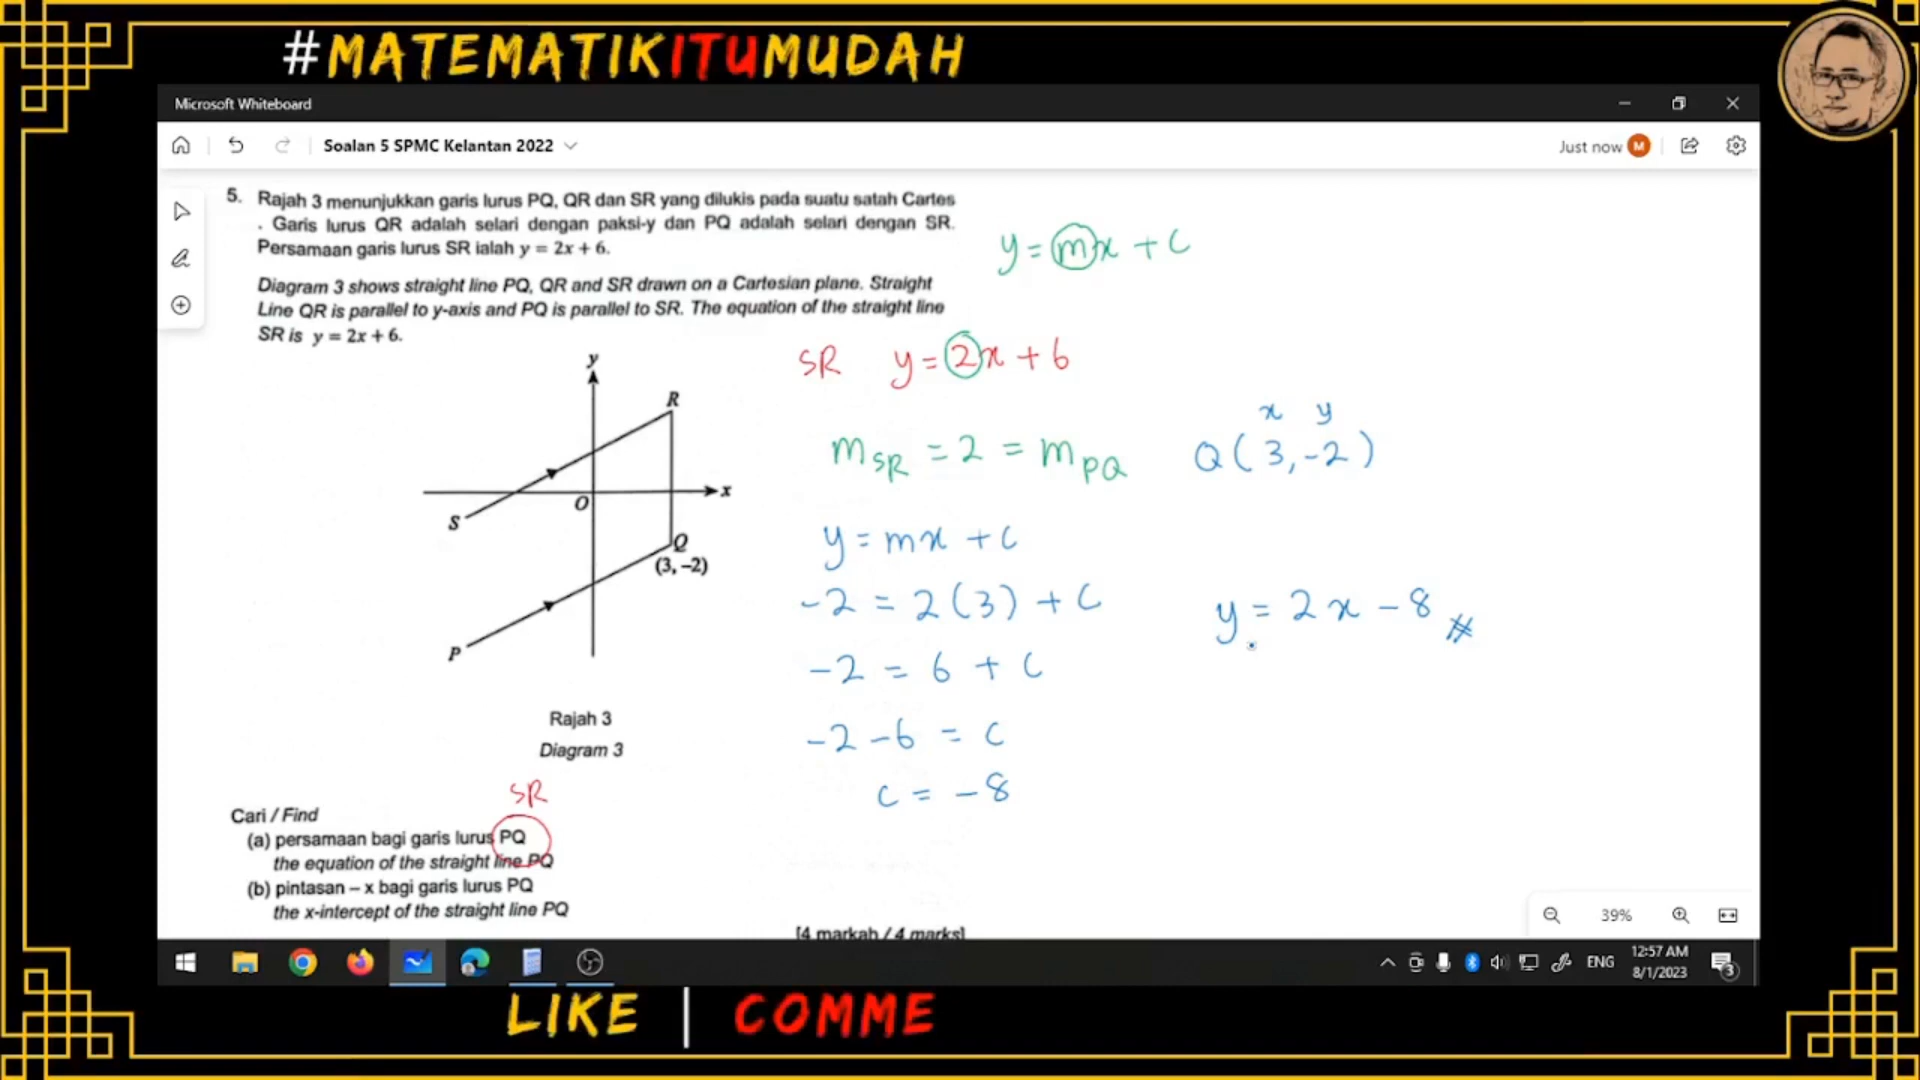 #MATEMATIKITUMUDAH
Microsoft Whiteboard
Soalan 5 SPMC Kelantan 2022
Just now M
5. Rajah 3 menunjukkan garis lurus PQ, QR dan SR yang dilukis pada suatu satah Cartes
. Garis lurus QR adalah selari dengan paksi-y dan PQ adalah selari dengan SR.
Persamaan garis lurus SR ialah y = 2x + 6.
Diagram 3 shows straight line PQ, QR and SR drawn on a Cartesian plane. Straight
Line QR is parallel to y-axis and PQ is parallel to SR. The equation of the straight line
SR is y = 2x + 6.
y
R
x
O
S
Q
(3, –2)
P
Rajah 3
Diagram 3
SR
Cari / Find
(a) persamaan bagi garis lurus PQ
the equation of the straight line PQ
(b) pintasan – x bagi garis lurus PQ
the x-intercept of the straight line PQ
[4 markah / 4 marks]
y = mx + c
SR y = 2x + 6
m SR = 2 = m PQ
x y
Q (3, -2)
y = mx + c
-2 = 2(3) + c
-2 = 6 + c
-2 - 6 = c
c = -8
y = 2x - 8 #
39%
ENG
12:57 AM
8/1/2023
3
LIKE | COMME